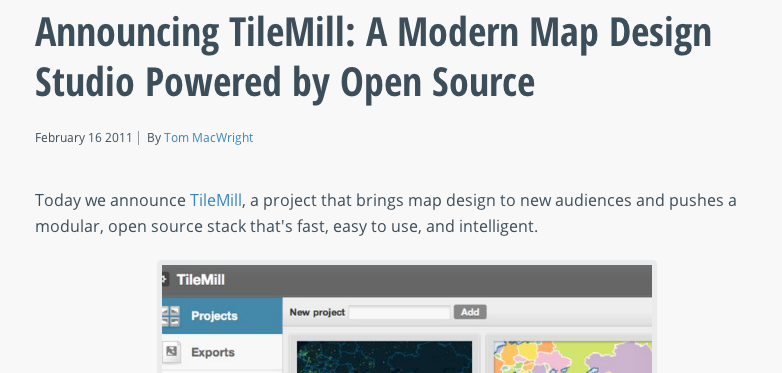 Announcing TileMill: A Modern Map Design
Studio Powered by Open Source
February 16 2011 | By Tom MacWright
Today we announce TileMill, a project that brings map design to new audiences and pushes a
modular, open source stack that's fast, easy to use, and intelligent.
TileMill
Projects
New project
Add
Exports